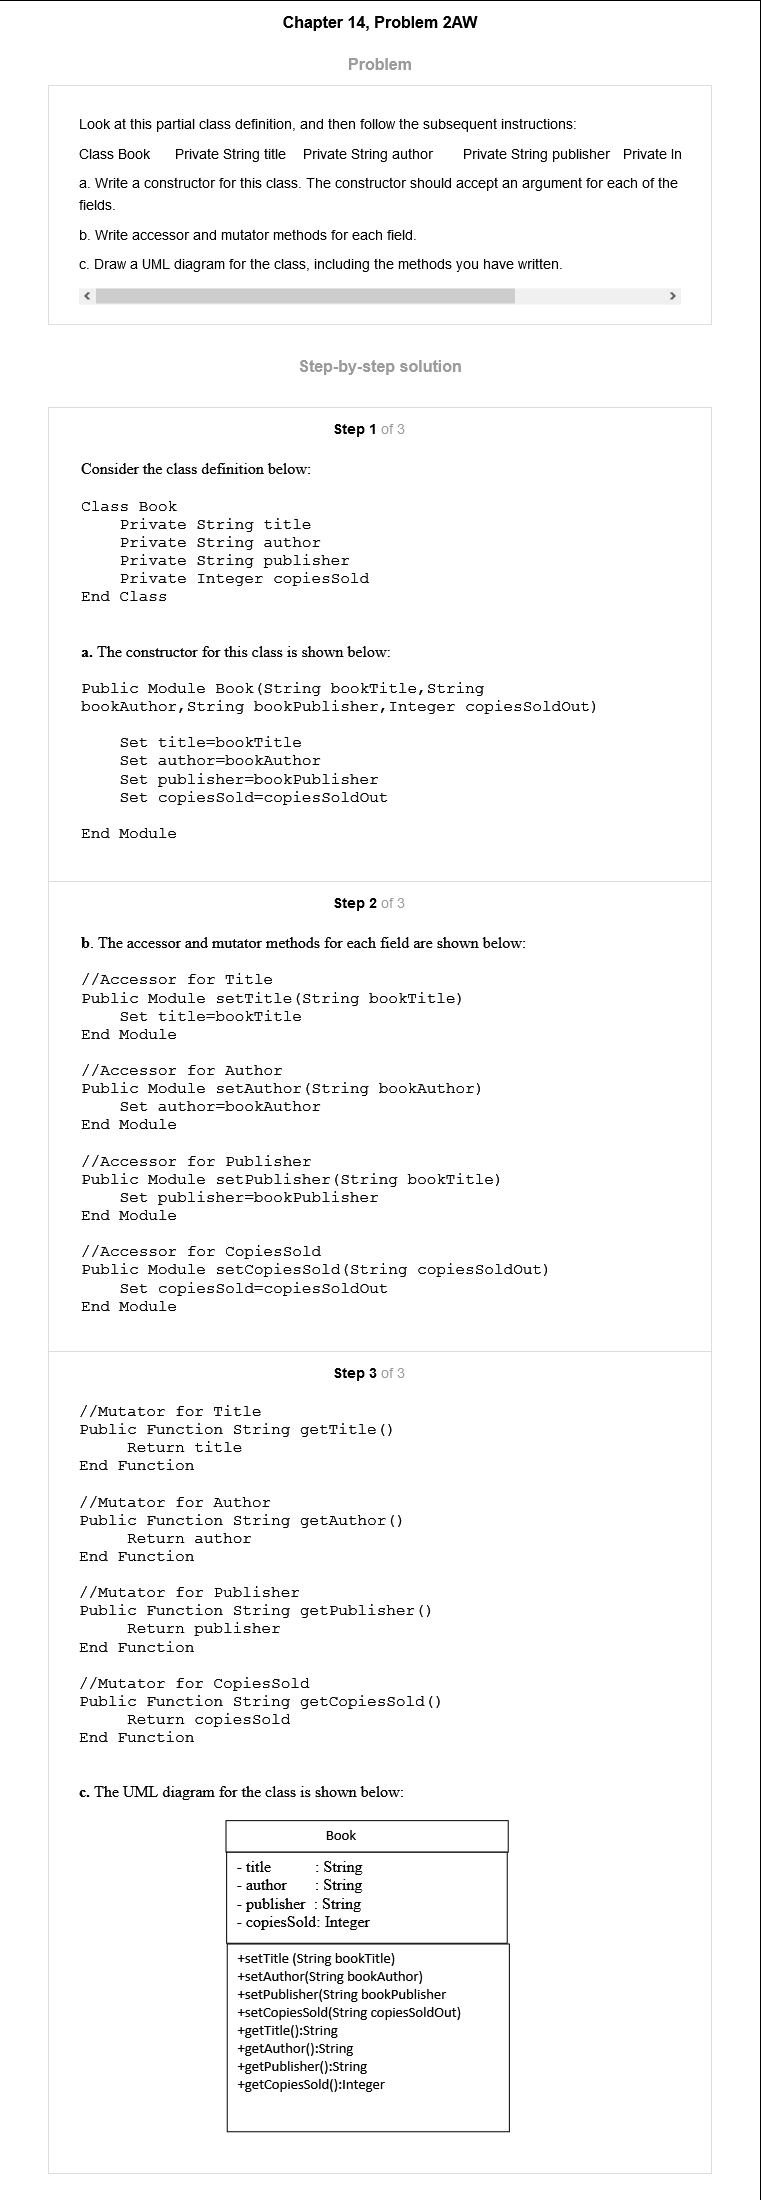 Chapter 14, Problem 2AW
Problem
Look at this partial class definition, and then follow the subsequent instructions:
Class Book Private String title Private String author Private String publisher Private In
a. Write a constructor for this class. The constructor should accept an argument for each of the
fields.
b. Write accessor and mutator methods for each field.
c. Draw a UML diagram for the class, including the methods you have written.
Step-by-step solution
Step 1 of 3
Consider the class definition below:
Class Book
Private String title
Private String author
Private String publisher
Private Integer copiesSold
End Class
a. The constructor for this class is shown below:
Public Module Book(String bookTitle,String
bookAuthor,String bookPublisher,Integer copiesSoldOut)
Set title=bookTitle
Set author=bookAuthor
Set publisher=bookPublisher
Set copiesSold=copiesSoldOut
End Module
Step 2 of 3
b. The accessor and mutator methods for each field are shown below:
//Accessor for Title
Public Module setTitle(String bookTitle)
Set title=bookTitle
End Module
//Accessor for Author
Public Module setAuthor(String bookAuthor)
Set author=bookAuthor
End Module
//Accessor for Publisher
Public Module setPublisher(String bookTitle)
Set publisher=bookPublisher
End Module
//Accessor for CopiesSold
Public Module setCopiesSold(String copiesSoldOut)
Set copiesSold=copiesSoldOut
End Module
Step 3 of 3
//Mutator for Title
Public Function String getTitle()
Return title
End Function
//Mutator for Author
Public Function String getAuthor()
Return author
End Function
//Mutator for Publisher
Public Function String getPublisher()
Return publisher
End Function
//Mutator for CopiesSold
Public Function String getCopiesSold()
Return copiesSold
End Function
c. The UML diagram for the class is shown below:
Book
- title : String
- author : String
- publisher : String
- copiesSold: Integer
+setTitle (String bookTitle)
+setAuthor(String bookAuthor)
+setPublisher(String bookPublisher
+setCopiesSold(String copiesSoldOut)
+getTitle():String
+getAuthor():String
+getPublisher():String
+getCopiesSold():Integer